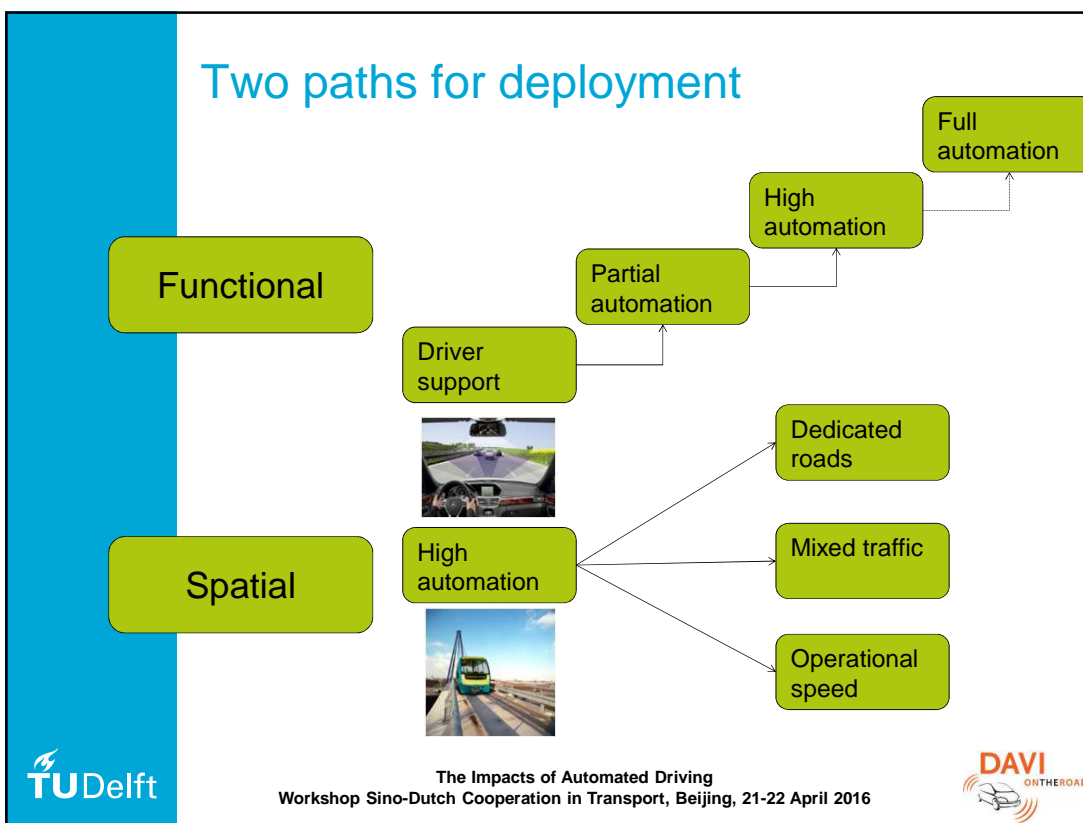 Two paths for deployment
Full
automation
High
automation
Functional
Partial
automation
Driver
support
Dedicated
roads
Spatial
High
automation
Mixed traffic
Operational
speed
TUDelft
The Impacts of Automated Driving
Workshop Sino-Dutch Cooperation in Transport, Beijing, 21-22 April 2016
DAVI
ONTHEROAD